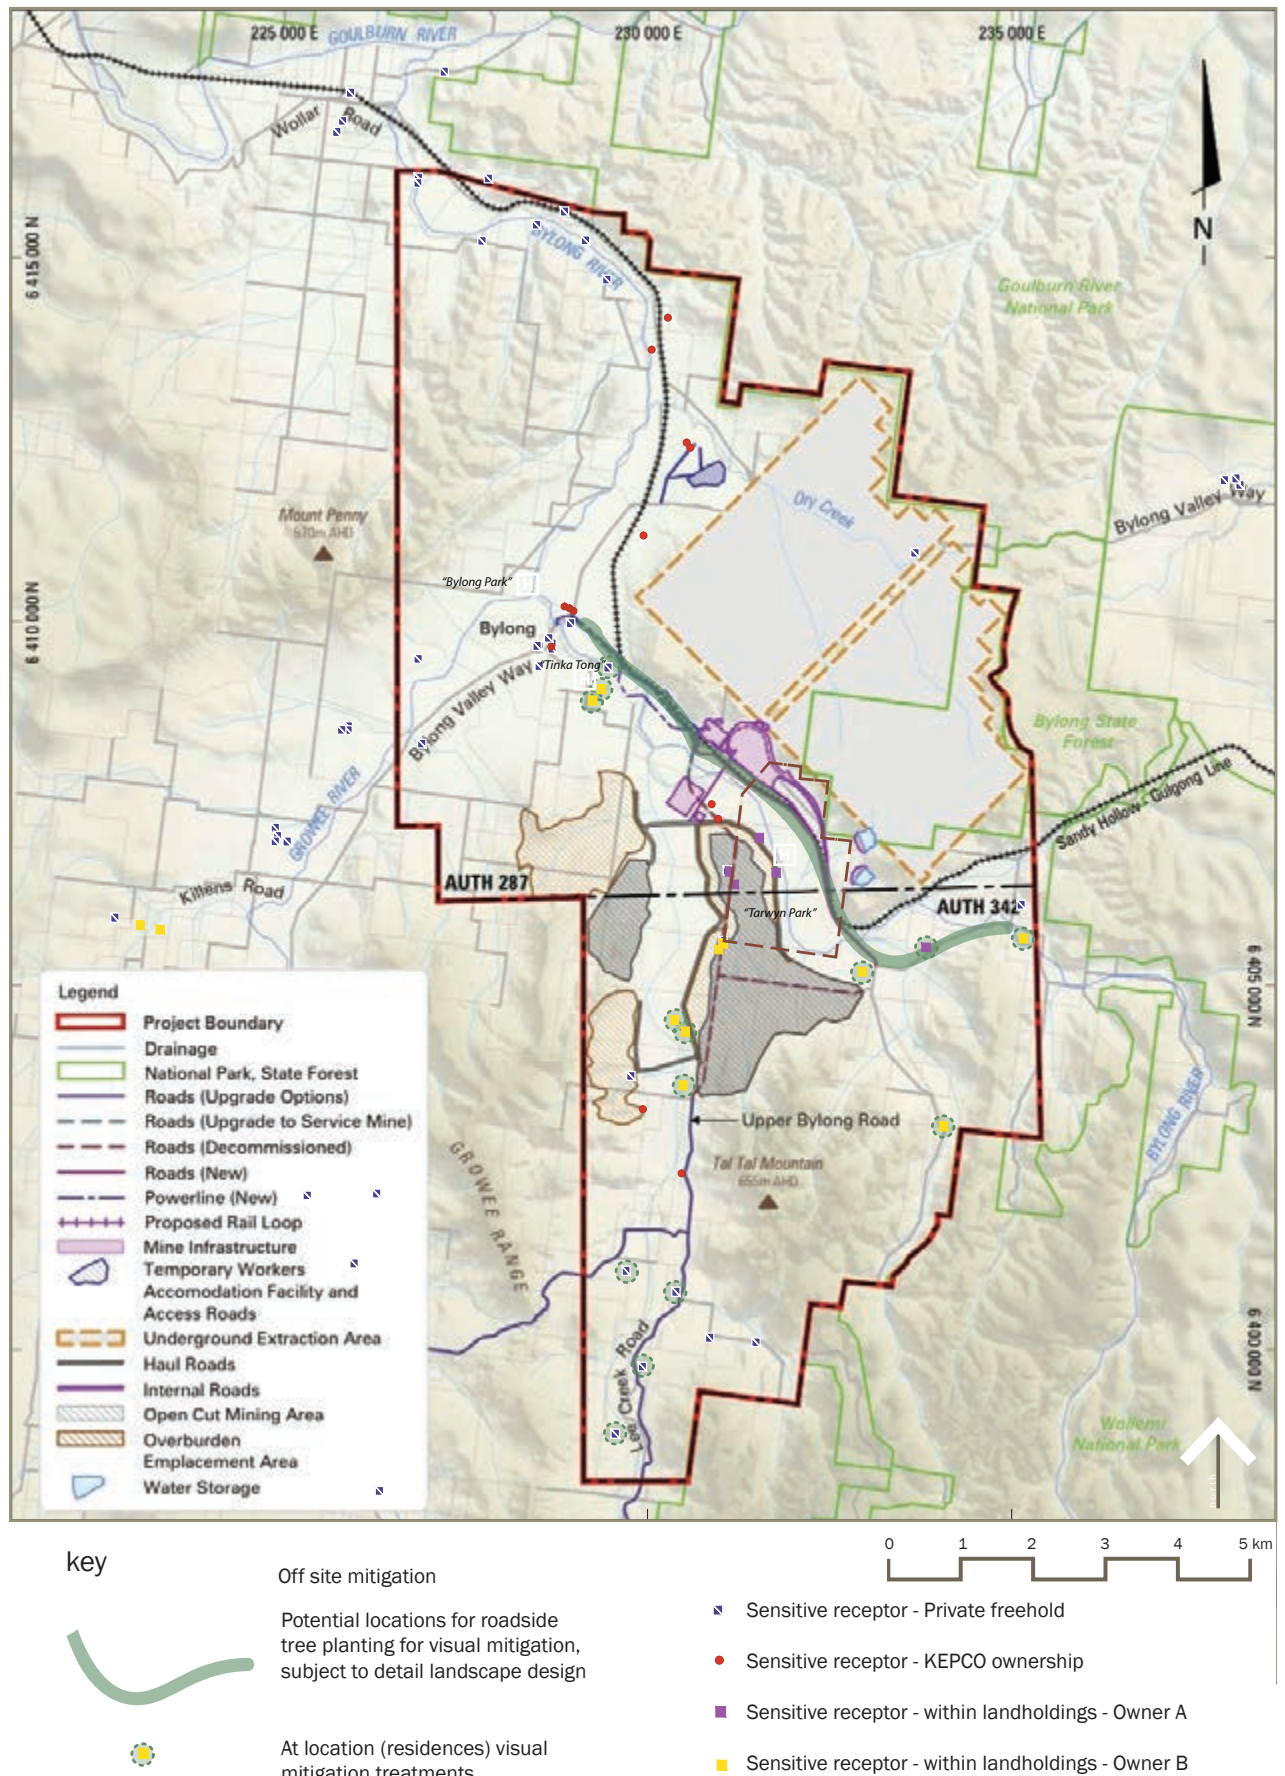 225 000 E
GOULBURN RIVER
230 000 E
235 000 E
Wollar Road
N
6 415 000 N
BYLONG RIVER
Goulburn River
National Park
Mount Penny
670m AHD
Dry Creek
Bylong Valley Way
"Bylong Park"
6 410 000 N
Bylong
"Tinka Tong"
Bylong Valley Way
Bylong State
Forest
Sandy Hollow - Gulgong Line
GROWEE RIVER
H
H
H
Killens Road
AUTH 287
AUTH 342
"Tarwyn Park"
6 405 000 N
Legend
Project Boundary
Drainage
National Park, State Forest
Roads (Upgrade Options)
Roads (Upgrade to Service Mine)
Roads (Decommissioned)
Roads (New)
Powerline (New)
Proposed Rail Loop
Mine Infrastructure
Temporary Workers
Accomodation Facility and
Access Roads
Underground Extraction Area
Haul Roads
Internal Roads
Open Cut Mining Area
Overburden
Emplacement Area
Water Storage
Upper Bylong Road
BYLONG RIVER
GROWEE RANGE
Tal Tal Mountain
655m AHD
Lee Creek Road
6 400 000 N
Wollemi
National Park
north
key
0 1 2 3 4 5 km
Off site mitigation
Potential locations for roadside
tree planting for visual mitigation,
subject to detail landscape design
At location (residences) visual
mitigation treatments
Sensitive receptor - Private freehold
Sensitive receptor - KEPCO ownership
Sensitive receptor - within landholdings - Owner A
Sensitive receptor - within landholdings - Owner B